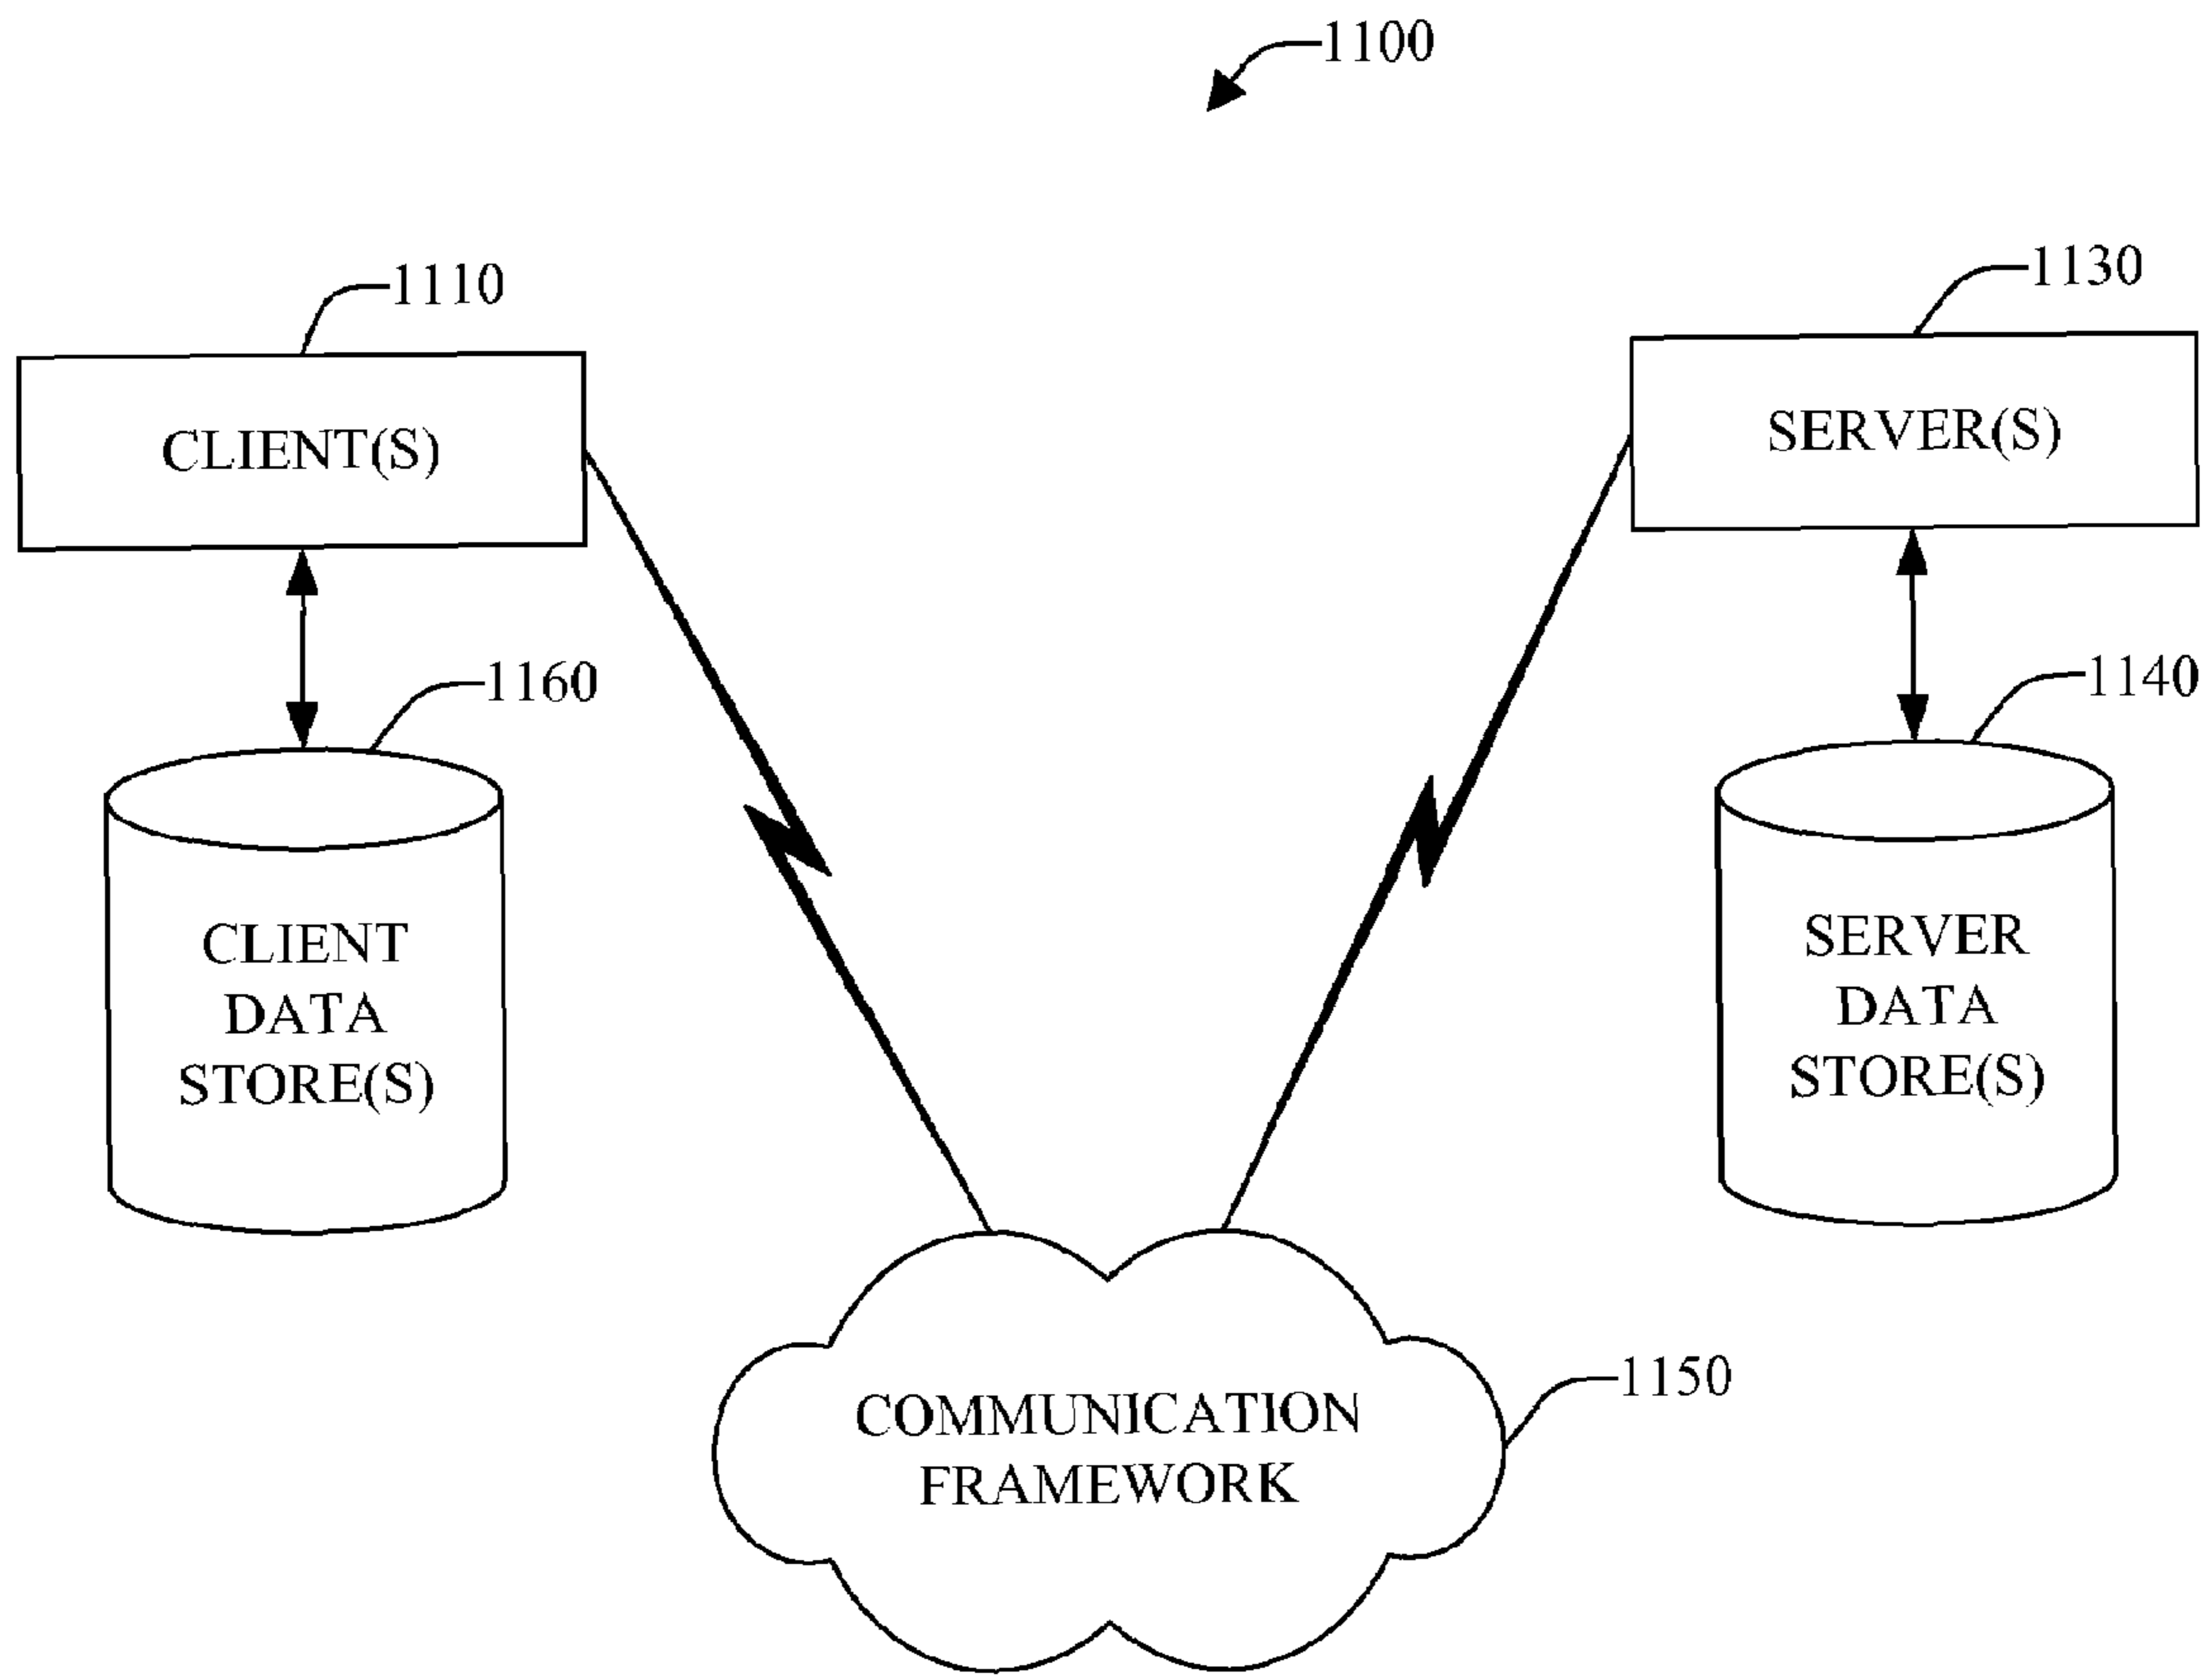 1100
1110
1130
CLIENT(S)
SERVER(S)
1160
1140
CLIENT
DATA
STORE(S)
SERVER
DATA
STORE(S)
1150
COMMUNICATION
FRAMEWORK